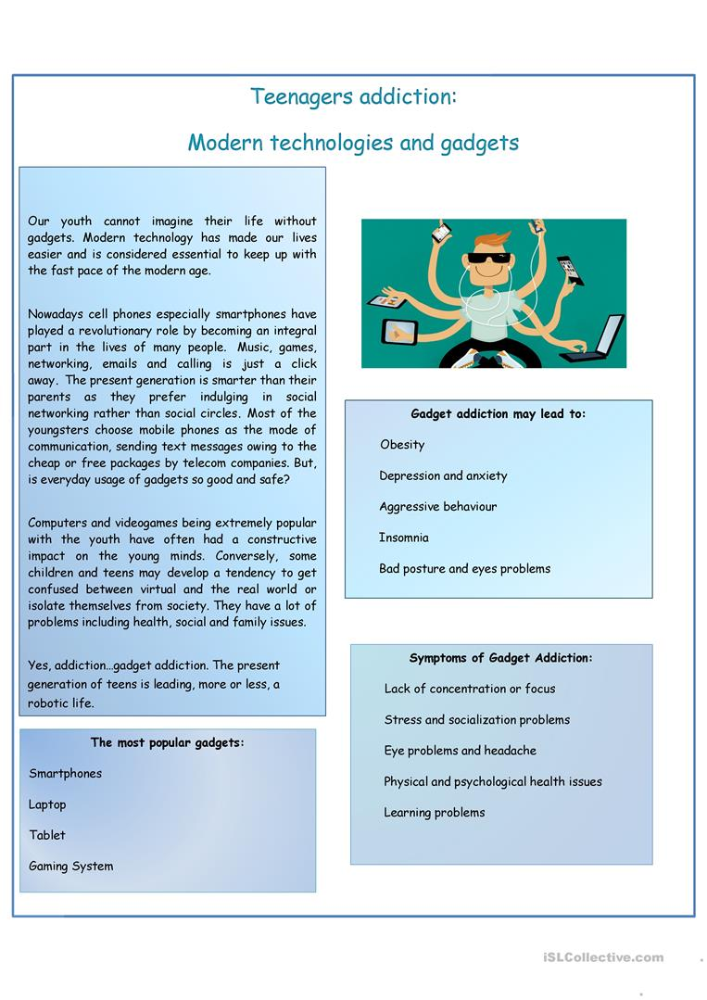 Teenagers addiction:
Modern technologies and gadgets
Our youth cannot imagine their life without
gadgets. Modern technology has made our lives
easier and is considered essential to keep up with
the fast pace of the modern age.
Nowadays cell phones especially smartphones have
played a revolutionary role by becoming an integral
part in the lives of many people. Music, games,
networking, emails and calling is just a click
away. The present generation is smarter than their
parents as they prefer indulging in social
networking rather than social circles. Most of the
youngsters choose mobile phones as the mode of
communication, sending text messages owing to the
cheap or free packages by telecom companies. But,
is everyday usage of gadgets so good and safe?
Computers and videogames being extremely popular
with the youth have often had a constructive
impact on the young minds. Conversely, some
children and teens may develop a tendency to get
confused between virtual and the real world or
isolate themselves from society. They have a lot of
problems including health, social and family issues.
Yes, addiction…gadget addiction. The present
generation of teens is leading, more or less, a
robotic life.
The most popular gadgets:
Smartphones
Laptop
Tablet
Gaming System
Gadget addiction may lead to:
Obesity
Depression and anxiety
Aggressive behaviour
Insomnia
Bad posture and eyes problems
Symptoms of Gadget Addiction:
Lack of concentration or focus
Stress and socialization problems
Eye problems and headache
Physical and psychological health issues
Learning problems
iSLCollective.com